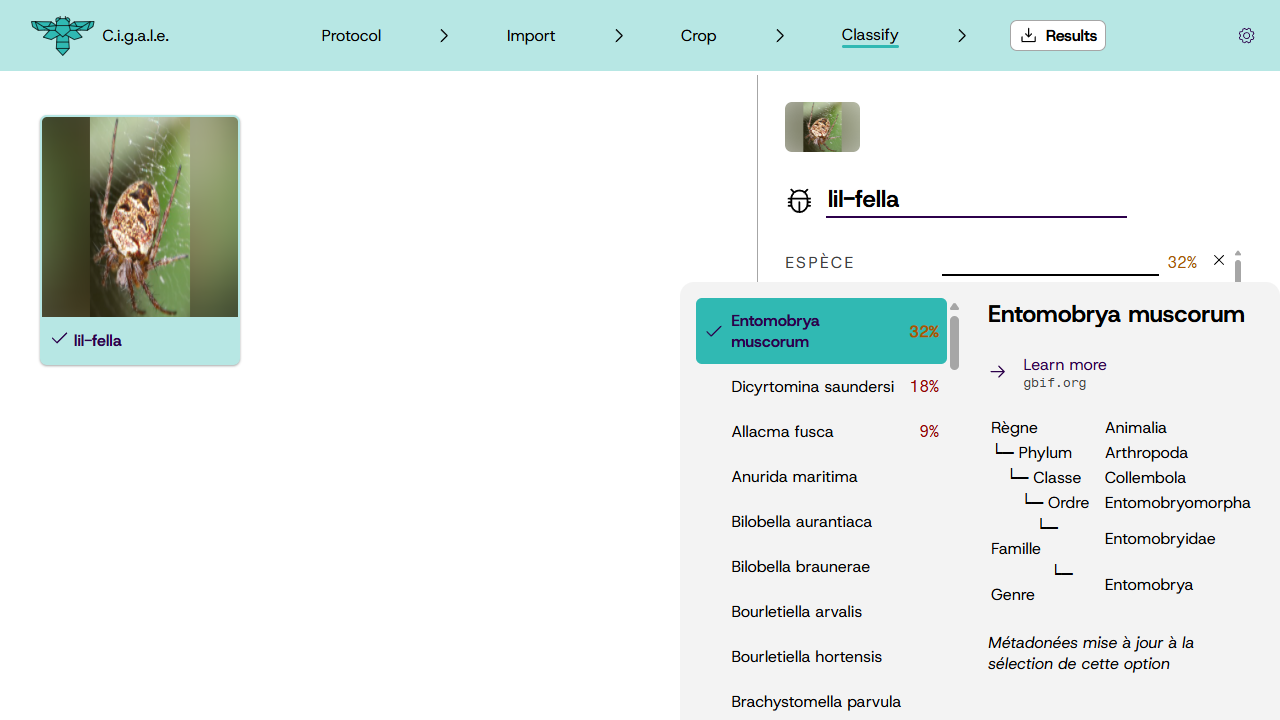 C.i.g.a.l.e.
Protocol
Import
Crop
Classify
Results
lil-fella
lil-fella
ESPÈCE
32%
Entomobrya
muscorum
32%
Dicyrtomina saundersi 18%
Allacma fusca 9%
Anurida maritima
Bilobella aurantiaca
Bilobella braunerae
Bourletiella arvalis
Bourletiella hortensis
Brachystomella parvula
Entomobrya muscorum
Learn more
gbif.org
Règne Animalia
Phylum Arthropoda
Classe Collembola
Ordre Entomobryomorpha
Famille Entomobryidae
Genre Entomobrya
Métadonées mise à jour à la
sélection de cette option